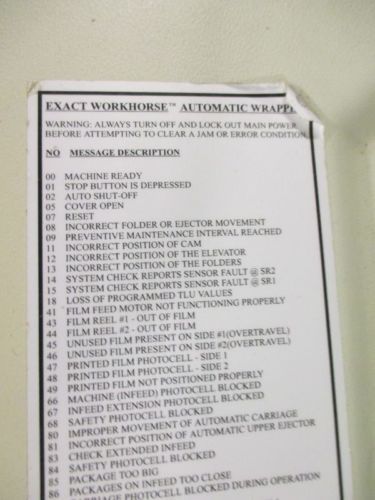 EXACT WORKHORSE™ AUTOMATIC
WARNING: ALWAYS TURN OFF AND LOCK OUT MAIN POWER
BEFORE ATTEMPTING TO CLEAR A JAM OR ERROR CONDITION
NO MESSAGE DESCRIPTION
00 MACHINE READY
01 STOP BUTTON IS DEPRESSED
02 AUTO SHUT-OFF
05 COVER OPEN
07 RESET
08 INCORRECT FOLDER OR EJECTOR MOVEMENT
09 PREVENTIVE MAINTENANCE INTERVAL REACHED
11 INCORRECT POSITION OF CAM
12 INCORRECT POSITION OF THE ELEVATOR
13 INCORRECT POSITION OF THE FOLDERS
14 SYSTEM CHECK REPORTS SENSOR FAULT @ SR2
15 SYSTEM CHECK REPORTS SENSOR FAULT @ SR1
18 LOSS OF PROGRAMMED TLU VALUES
41 FILM FEED MOTOR NOT FUNCTIONING PROPERLY
43 FILM REEL #1 - OUT OF FILM
44 FILM REEL #2 - OUT OF FILM
45 UNUSED FILM PRESENT ON SIDE #1(OVERTRAVEL)
46 UNUSED FILM PRESENT ON SIDE #2(OVERTRAVEL)
47 PRINTED FILM PHOTOCELL - SIDE 1
48 PRINTED FILM PHOTOCELL - SIDE 2
49 PRINTED FILM NOT POSITIONED PROPERLY
66 MACHINE (INFEED) PHOTOCELL BLOCKED
67 INFEED EXTENSION PHOTOCELL BLOCKED
68 SAFETY PHOTOCELL BLOCKED
80 IMPROPER MOVEMENT OF AUTOMATIC CARRIAGE
81 INCORRECT POSITION OF AUTOMATIC UPPER EJECTOR
83 CHECK EXTENDED INFEED
84 SAFETY PHOTOCELL BLOCKED
85 PACKAGE TOO BIG
86 PACKAGES ON INFEED TOO CLOSE
CARRIAGE PHOTOCELL BLOCKED DURING OPERATION